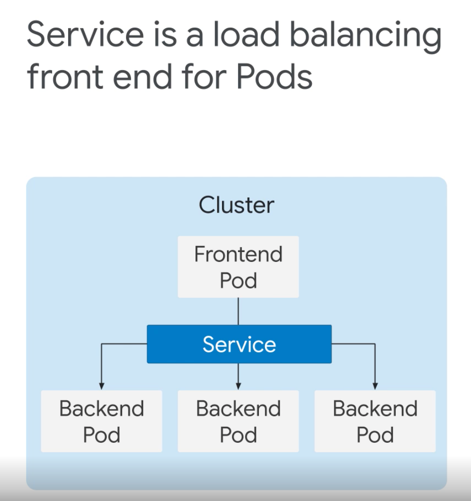 Service is a load balancing
front end for Pods
Cluster
Frontend
Pod
Service
Backend
Pod
Backend
Pod
Backend
Pod